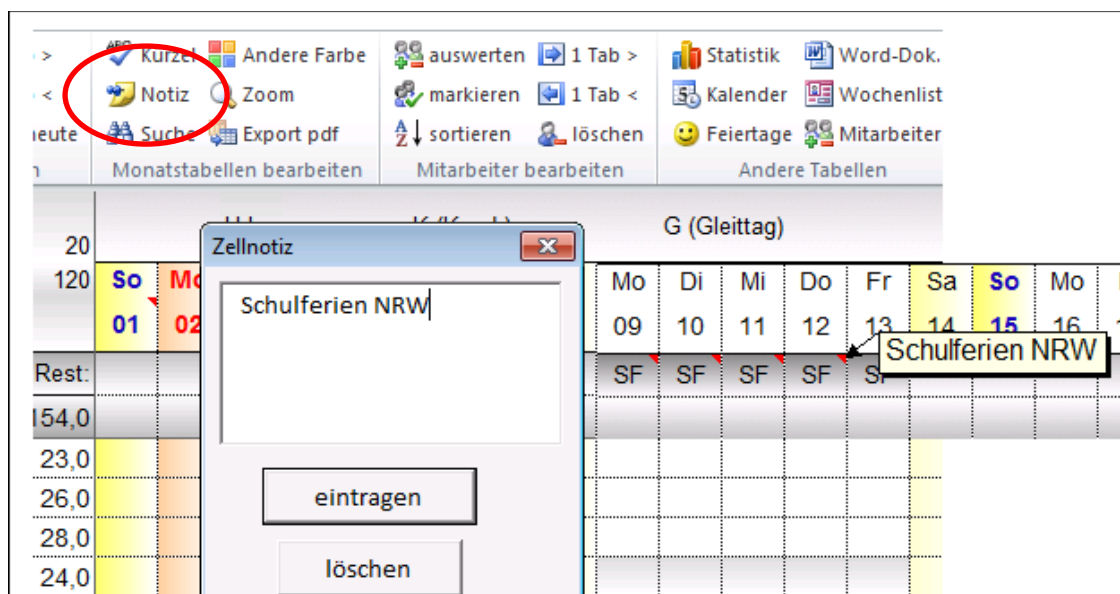 > Kürzel Andere Farbe auswerten 1 Tab > Statistik Word-Dok.
< Notiz Zoom markieren 1 Tab < Kalender Wochenlist
heute Suche Export pdf sortieren löschen Feiertage Mitarbeiter
Monatstabellen bearbeiten Mitarbeiter bearbeiten Andere Tabellen
G (Gleittag)
20
120 So Mo Mo Di Mi Do Fr Sa So Mo
01 02 09 10 11 12 13 14 15 16
Rest: SF SF SF SF SF
Schulferien NRW
154,0
23,0
26,0
28,0
24,0
Zellnotiz
Schulferien NRW
eintragen
löschen